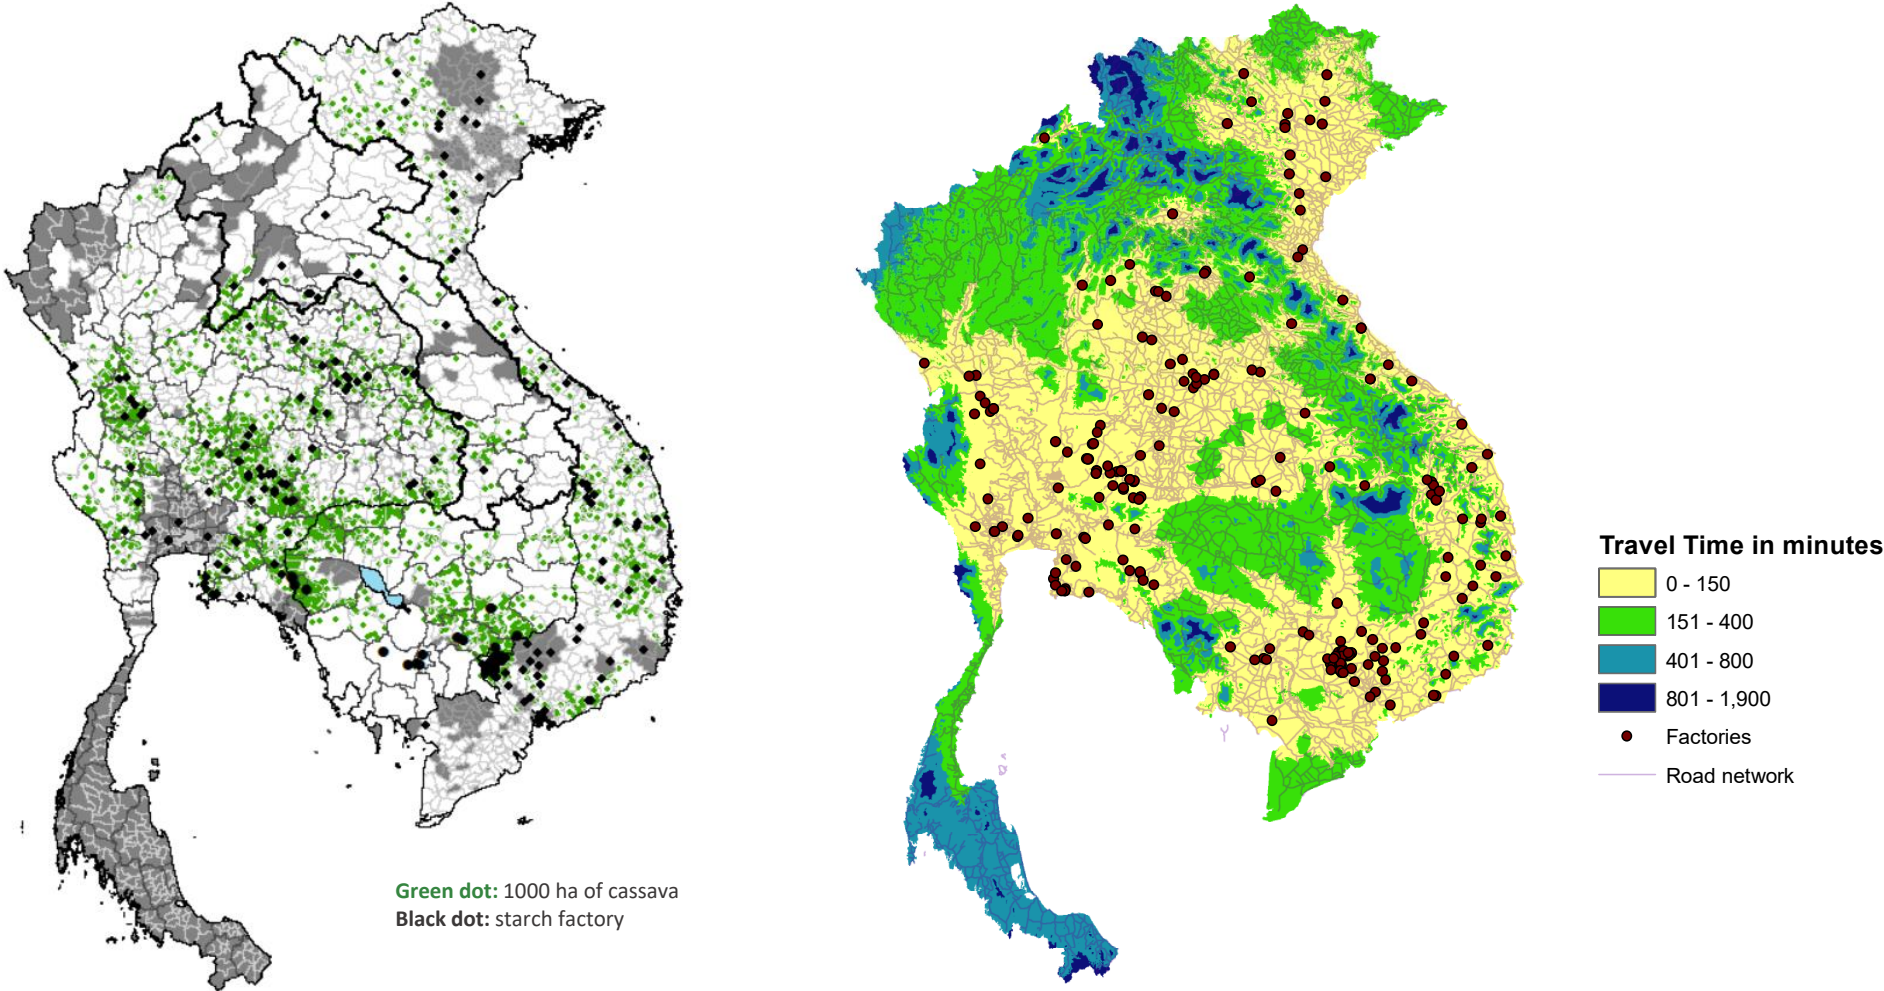 Green dot: 1000 ha of cassava
Black dot: starch factory
Travel Time in minutes
0 - 150
151 - 400
401 - 800
801 - 1,900
Factories
Road network